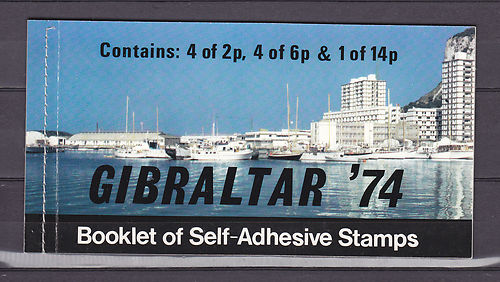 Contains: 4 of 2p, 4 of 6p & 1 of 14p
GIBRALTAR '74
Booklet of Self-Adhesive Stamps